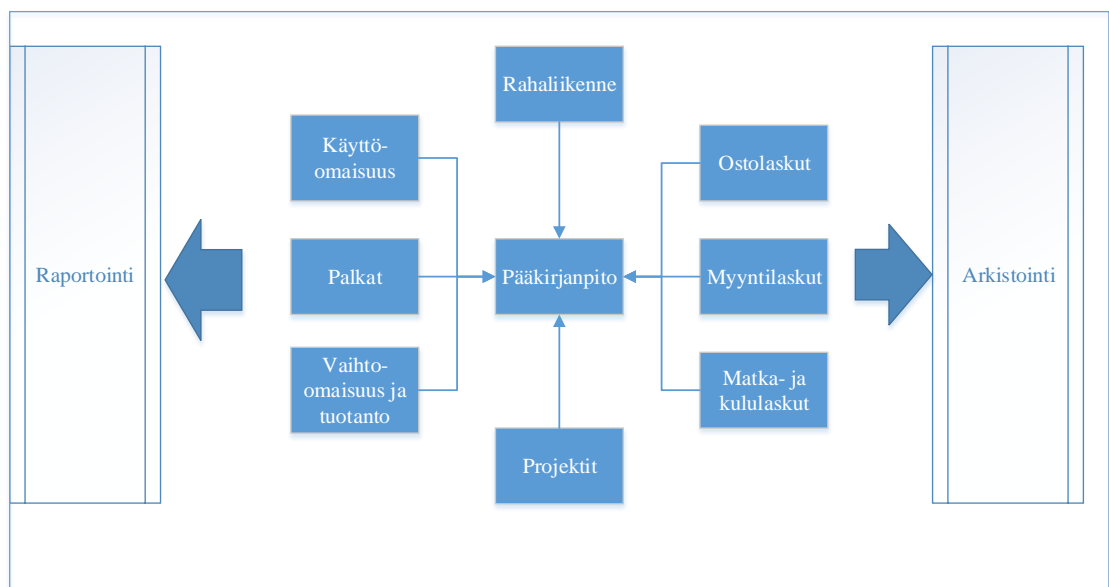 Rahaliikenne
Käyttö-
omaisuus
Ostolaskut
Raportointi
Palkat
Pääkirjanpito
Myyntilaskut
Arkistointi
Vaihto-
omaisuus ja
tuotanto
Matka- ja
kululaskut
Projektit